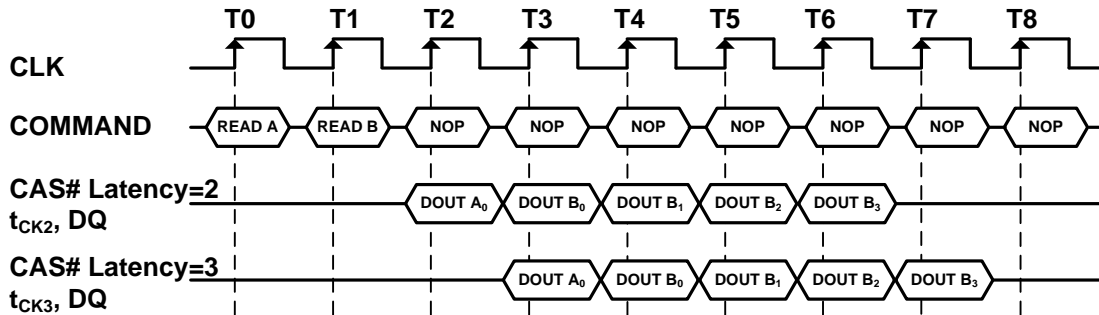 T0 T1 T2 T3 T4 T5 T6 T7 T8
CLK
COMMAND READ A READ B NOP NOP NOP NOP NOP NOP NOP
CAS# Latency=2
t_CK2, DQ DOUT A₀ DOUT B₀ DOUT B₁ DOUT B₂ DOUT B₃
CAS# Latency=3
t_CK3, DQ DOUT A₀ DOUT B₀ DOUT B₁ DOUT B₂ DOUT B₃